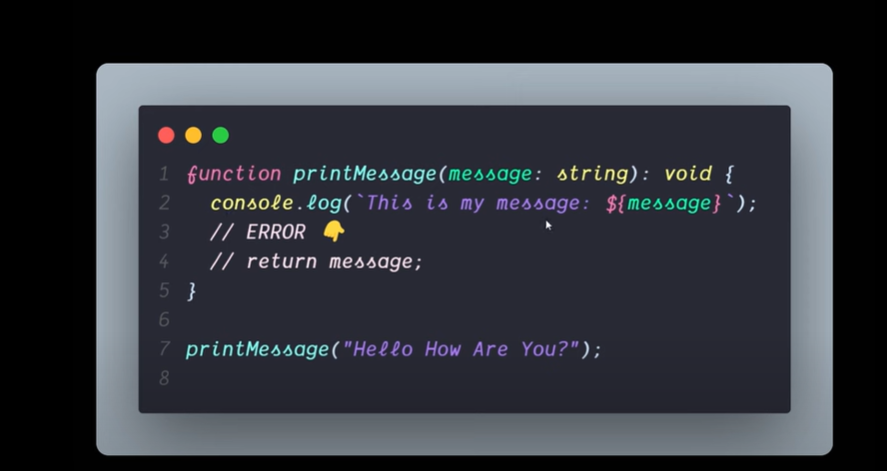 1 function printMessage(message: string): void {
2 console.log(`This is my message: ${message}`);
3 // ERROR 👇
4 // return message;
5 }
6
7 printMessage("Hello How Are You?");
8